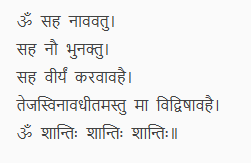 ॐ सह नाववतु।
सह नौ भुनक्तु।
सह वीर्यं करवावहै।
तेजस्विनावधीतमस्तु मा विद्विषावहै।
ॐ शान्तिः शान्तिः शान्तिः॥